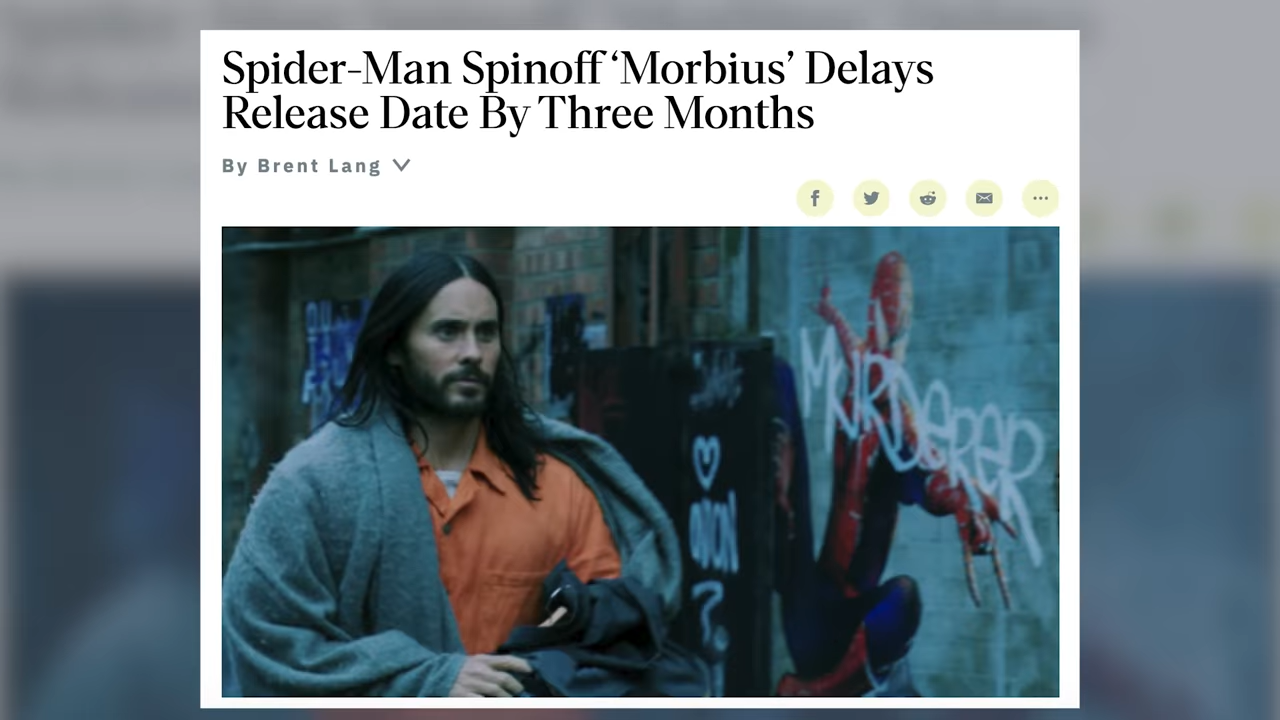 Spider-Man Spinoff ‘Morbius’ Delays
Release Date By Three Months
By Brent Lang
MURDERER